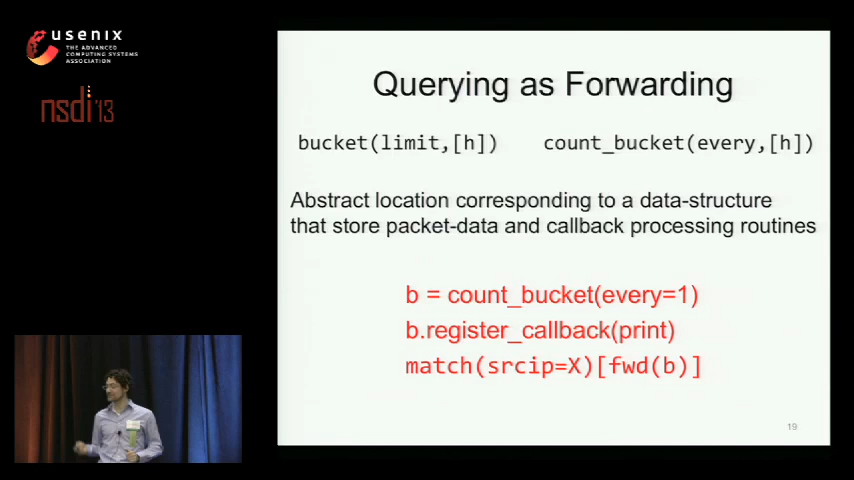 usenix
THE ADVANCED
COMPUTING SYSTEMS
ASSOCIATION
nsdi '13
Querying as Forwarding
bucket(limit,[h]) count_bucket(every,[h])
Abstract location corresponding to a data-structure
that store packet-data and callback processing routines
b = count_bucket(every=1)
b.register_callback(print)
match(srcip=X)[fwd(b)]
19